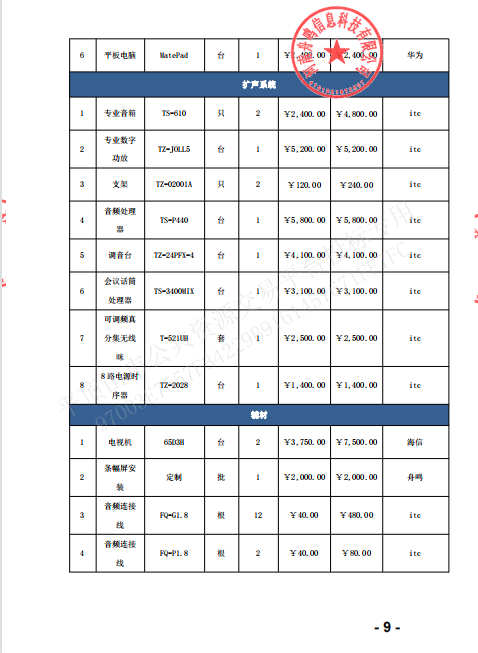 6 平板电脑 MatePad 台 1 ￥2,400.00 ￥2,400.00 华为
扩声系统
1 专业音箱 TS-610 只 2 ￥2,400.00 ￥4,800.00 itc
2 专业数字功放 TZ-J0LL5 台 1 ￥5,200.00 ￥5,200.00 itc
3 支架 TZ-02001A 只 2 ￥120.00 ￥240.00 itc
4 音频处理器 TS-P440 台 1 ￥5,800.00 ￥5,800.00 itc
5 调音台 TZ-24PFX-4 台 1 ￥4,100.00 ￥4,100.00 itc
6 会议话筒处理器 TS-3400MIX 台 1 ￥3,100.00 ￥3,100.00 itc
7 可调频真分集无线咪 T-521UH 套 1 ￥2,500.00 ￥2,500.00 itc
8 8路电源时序器 TZ-2028 台 1 ￥1,400.00 ￥1,400.00 itc
辅材
1 电视机 65D3H 台 2 ￥3,750.00 ￥7,500.00 海信
2 条幅屏安装 定制 批 1 ￥2,000.00 ￥2,000.00 舟鸣
3 音频连接线 FQ-G1.8 根 12 ￥40.00 ￥480.00 itc
4 音频连接线 FQ-P1.8 根 2 ￥40.00 ￥80.00 itc
- 9 -